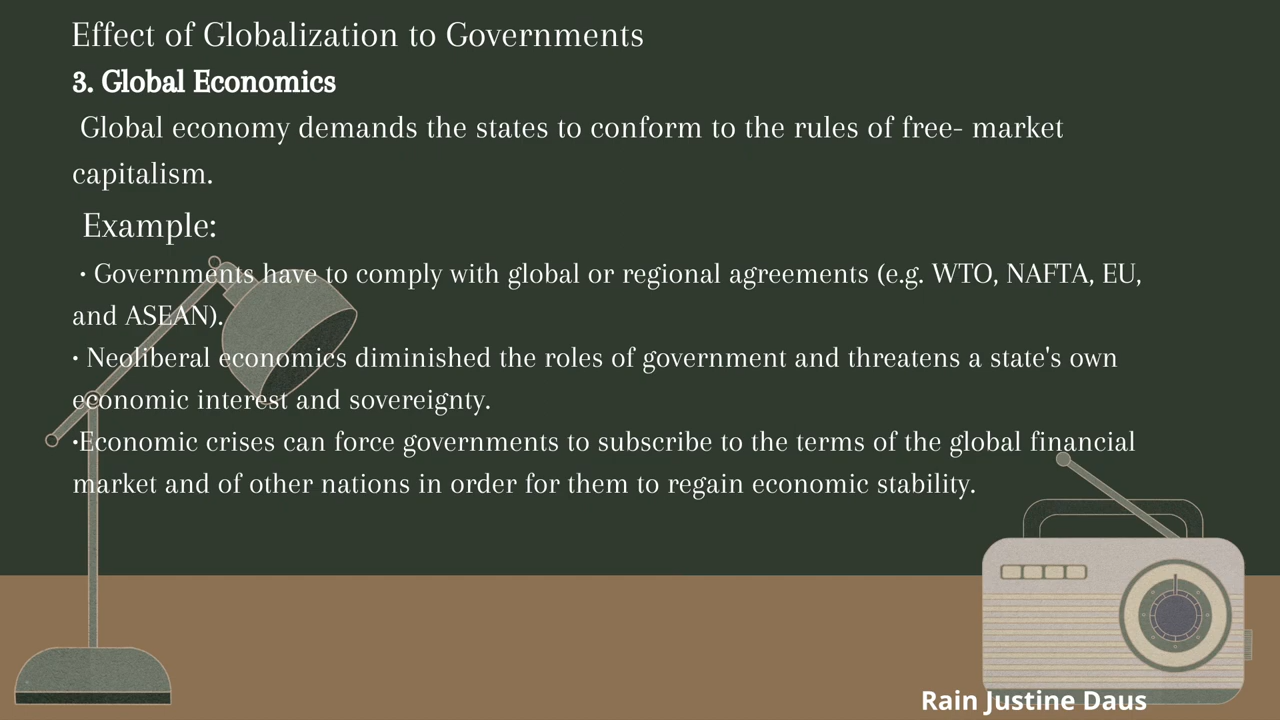 Effect of Globalization to Governments
3. Global Economics
Global economy demands the states to conform to the rules of free- market
capitalism.
Example:
• Governments have to comply with global or regional agreements (e.g. WTO, NAFTA, EU,
and ASEAN).
• Neoliberal economics diminished the roles of government and threatens a state's own
economic interest and sovereignty.
•Economic crises can force governments to subscribe to the terms of the global financial
market and of other nations in order for them to regain economic stability.
Rain Justine Daus